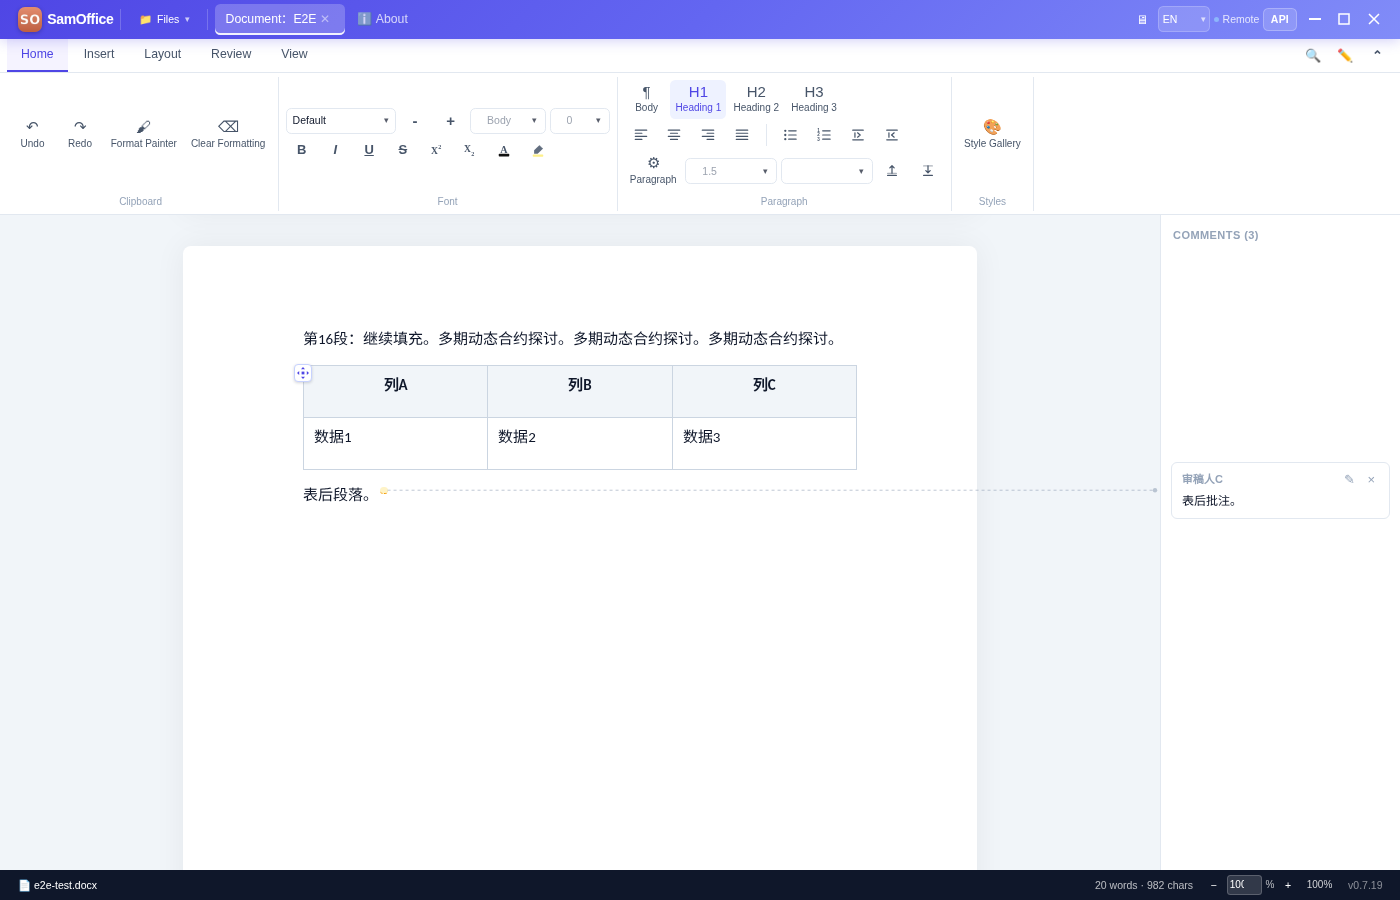 SO SamOffice
Files
Document：E2E
About
EN
Remote
API
Home Insert Layout Review View
Undo
Redo
Format Painter
Clear Formatting
Clipboard
Default
-
+
Body
0
B I U S X² X₂ A
Font
¶ Body
H1 Heading 1
H2 Heading 2
H3 Heading 3
Paragraph
1.5
Paragraph
Style Gallery
Styles
COMMENTS (3)
第16段：继续填充。多期动态合约探讨。多期动态合约探讨。多期动态合约探讨。
列A 列B 列C
数据1 数据2 数据3
表后段落。
审稿人C
表后批注。
e2e-test.docx
20 words · 982 chars
− 100 % +
100%
v0.7.19